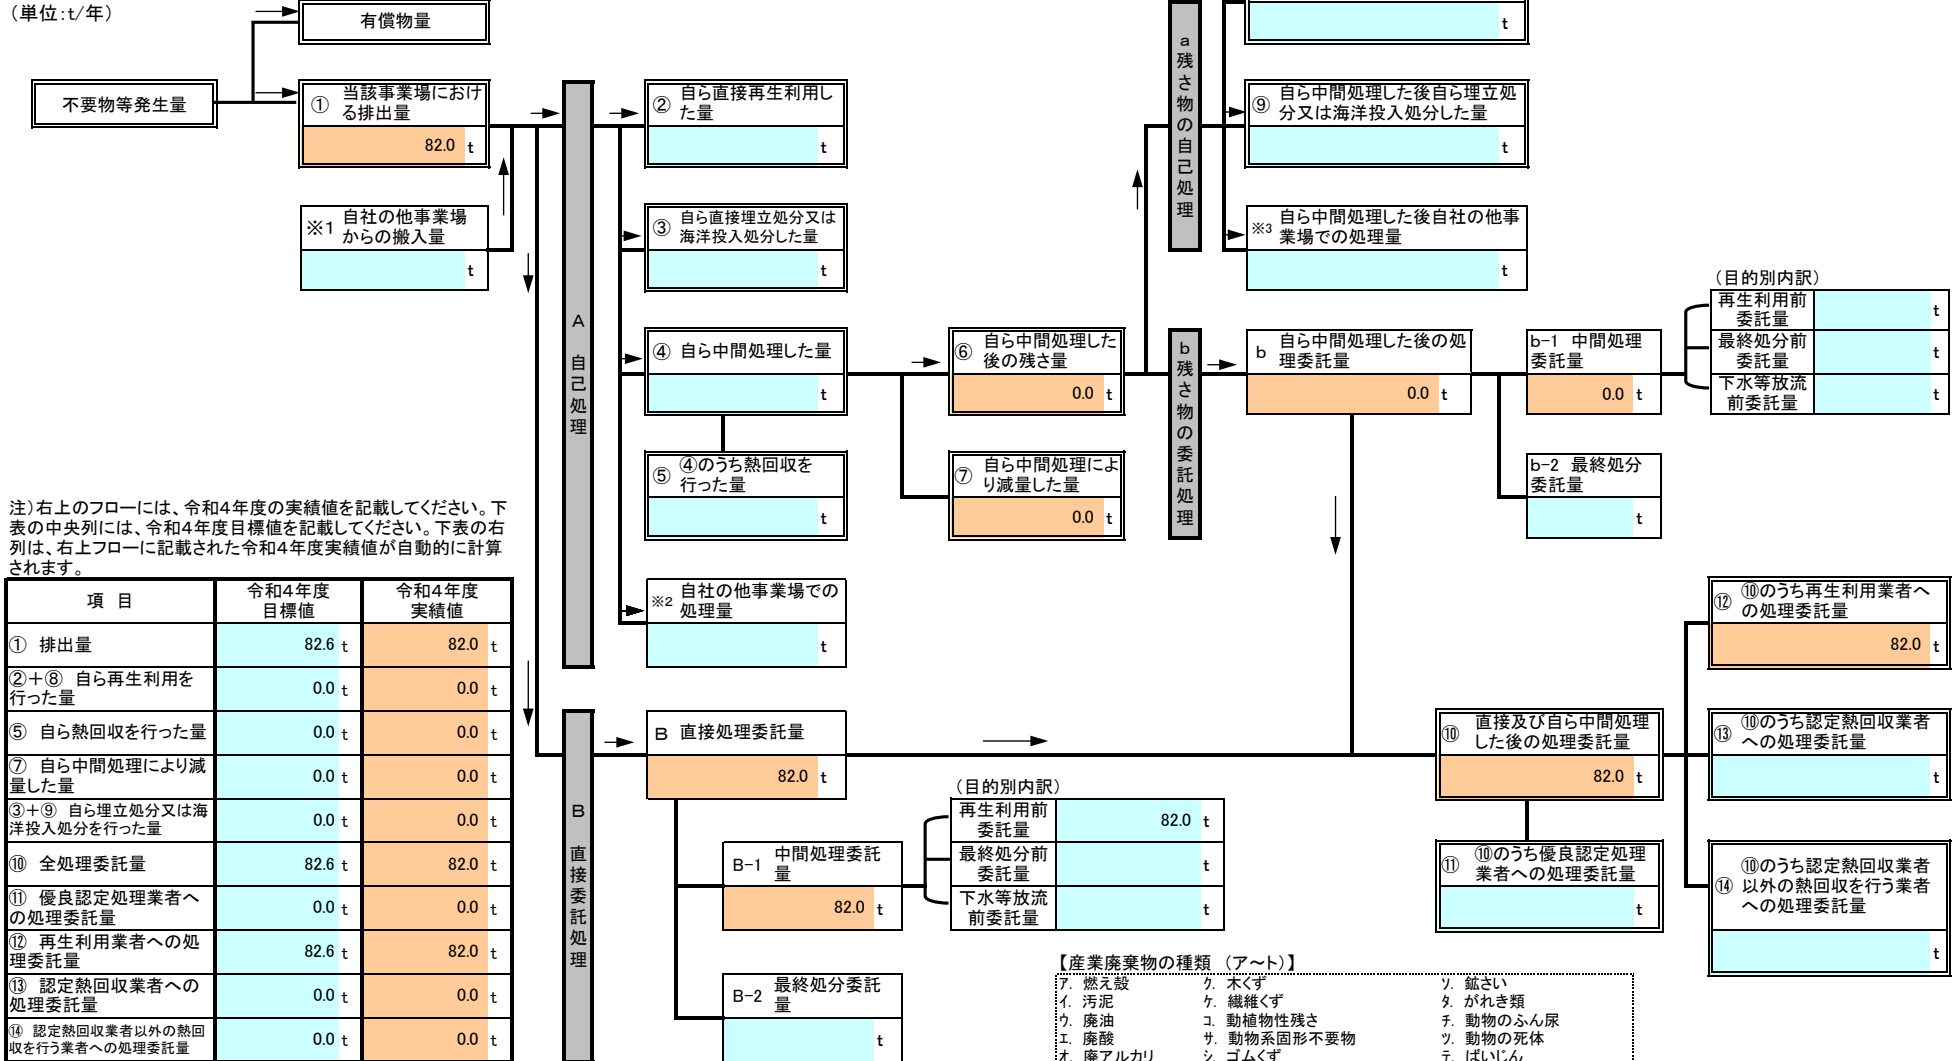 （単位：t/年）
有償物量
不要物等発生量
① 当該事業場におけ
る排出量
82.0 t
※1 自社の他事業場
からの搬入量
t
A 自己処理
② 自ら直接再生利用し
た量
t
③ 自ら直接埋立処分又は
海洋投入処分した量
t
④ 自ら中間処理した量
t
⑤ ④のうち熱回収を
行った量
t
※2 自社の他事業場での
処理量
t
⑥ 自ら中間処理した
後の残さ量
0.0 t
⑦ 自ら中間処理によ
り減量した量
0.0 t
a 残さ物の自己処理
t
⑨ 自ら中間処理した後自ら埋立処
分又は海洋投入処分した量
t
※3 自ら中間処理した後自社の他事
業場での処理量
t
b 残さ物の委託処理
b 自ら中間処理した後の処
理委託量
0.0 t
b-1 中間処理
委託量
0.0 t
b-2 最終処分
委託量
t
（目的別内訳）
再生利用前
委託量 t
最終処分前
委託量 t
下水等放流
前委託量 t
注）右上のフローには、令和4年度の実績値を記載してください。下
表の中央列には、令和4年度目標値を記載してください。下表の右
列は、右上フローに記載された令和4年度実績値が自動的に計算
されます。
項 目 令和4年度 目標値 令和4年度 実績値
① 排出量 82.6 t 82.0 t
②＋⑧ 自ら再生利用を
行った量 0.0 t 0.0 t
⑤ 自ら熱回収を行った量 0.0 t 0.0 t
⑦ 自ら中間処理により減
量した量 0.0 t 0.0 t
③＋⑨ 自ら埋立処分又は海
洋投入処分を行った量 0.0 t 0.0 t
⑩ 全処理委託量 82.6 t 82.0 t
⑪ 優良認定処理業者へ
の処理委託量 0.0 t 0.0 t
⑫ 再生利用業者への処
理委託量 82.6 t 82.0 t
⑬ 認定熱回収業者への
処理委託量 0.0 t 0.0 t
⑭ 認定熱回収業者以外の熱回
収を行う業者への処理委託量 0.0 t 0.0 t
B 直接委託処理
B 直接処理委託量
82.0 t
B-1 中間処理委託
量
82.0 t
B-2 最終処分委託
量
t
（目的別内訳）
再生利用前
委託量 82.0 t
最終処分前
委託量 t
下水等放流
前委託量 t
⑩ 直接及び自ら中間処理
した後の処理委託量
82.0 t
⑪ ⑩のうち優良認定処理
業者への処理委託量
t
⑫ ⑩のうち再生利用業者へ
の処理委託量
82.0 t
⑬ ⑩のうち認定熱回収業者
への処理委託量
t
⑭ ⑩のうち認定熱回収業者
以外の熱回収を行う業者
への処理委託量
t
【産業廃棄物の種類 （ア～ト）】
ｱ. 燃え殻 ｸ. 木くず ｿ. 鉱さい
ｲ. 汚泥 ｹ. 繊維くず ﾀ. がれき類
ｳ. 廃油 ｺ. 動植物性残さ ﾁ. 動物のふん尿
ｴ. 廃酸 ｻ. 動物系固形不要物 ﾂ. 動物の死体
ｵ. 廃アルカリ ｼ. ゴムくず ﾃ. ばいじん